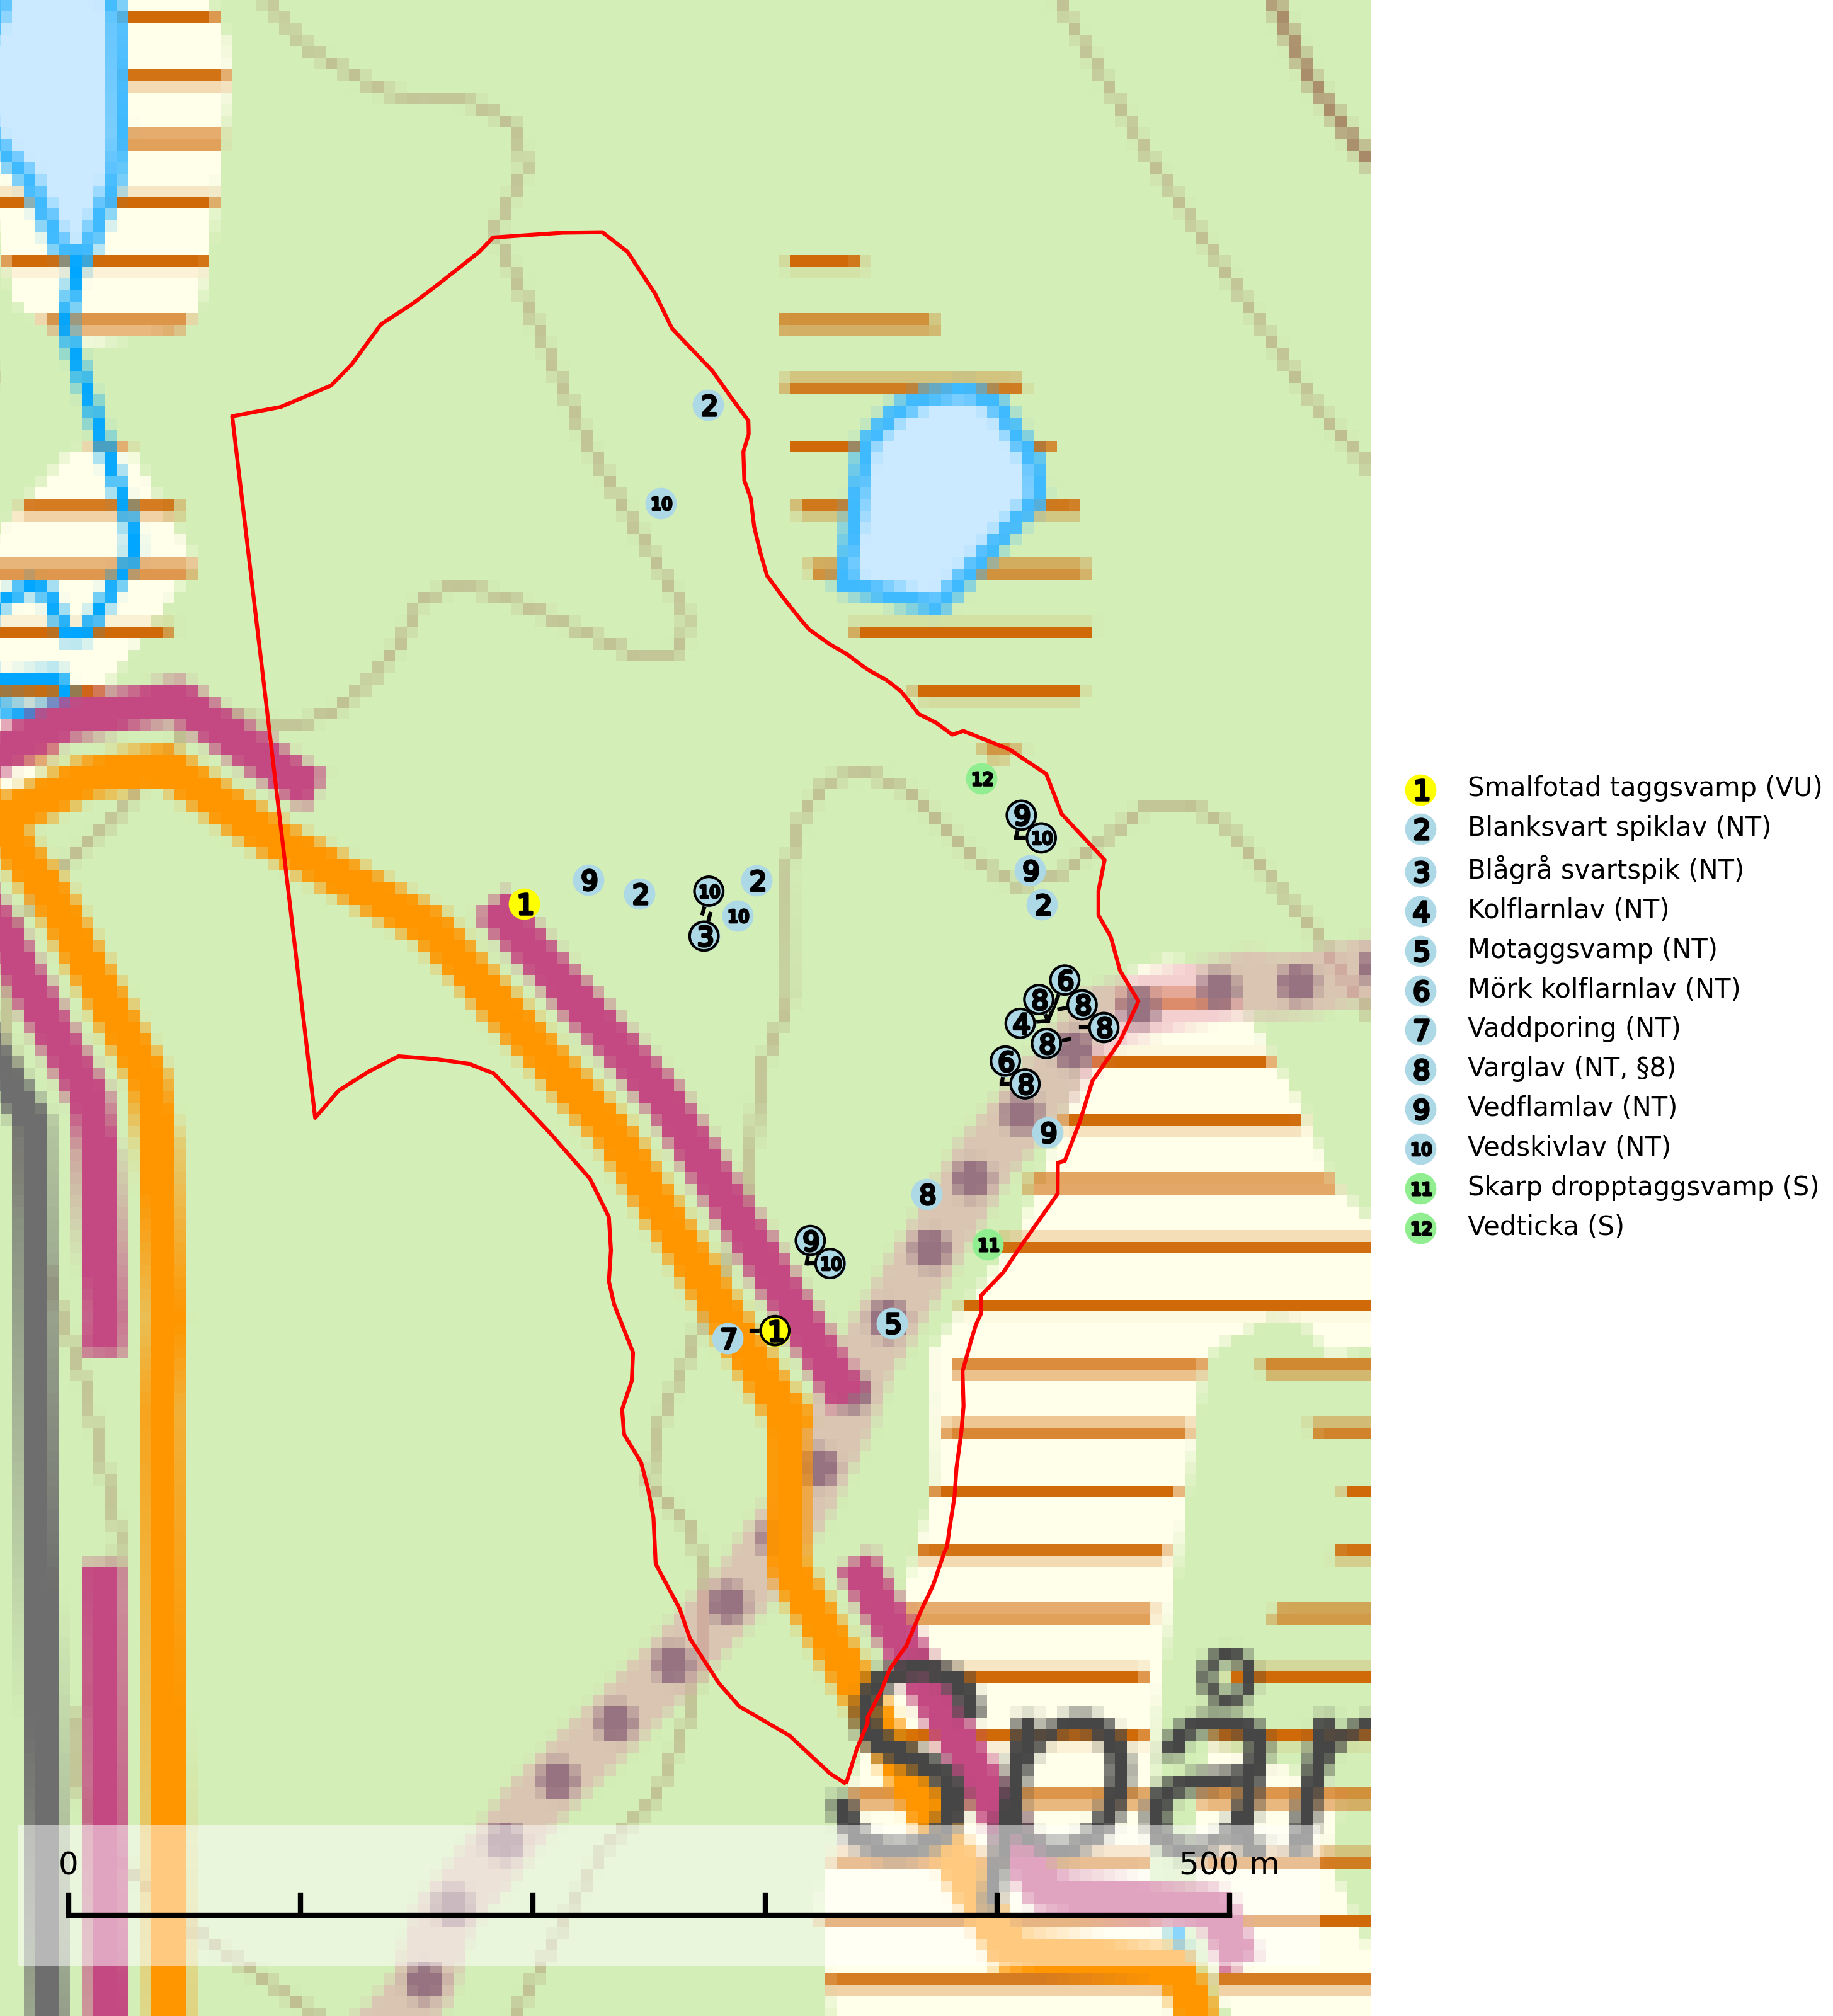 2
10
12
9
10
9
2
9
2
10
2
1
10
3
6
8
8
4
8
8
6
8
9
8
11
9
10
5
7
1
Spår
0
500 m
1 Smalfotad taggsvamp (VU)
2 Blanksvart spiklav (NT)
3 Blågrå svartspik (NT)
4 Kolflarnlav (NT)
5 Motaggsvamp (NT)
6 Mörk kolflarnlav (NT)
7 Vaddporing (NT)
8 Varglav (NT, §8)
9 Vedflamlav (NT)
10 Vedskivlav (NT)
11 Skarp dropptaggsvamp (S)
12 Vedticka (S)